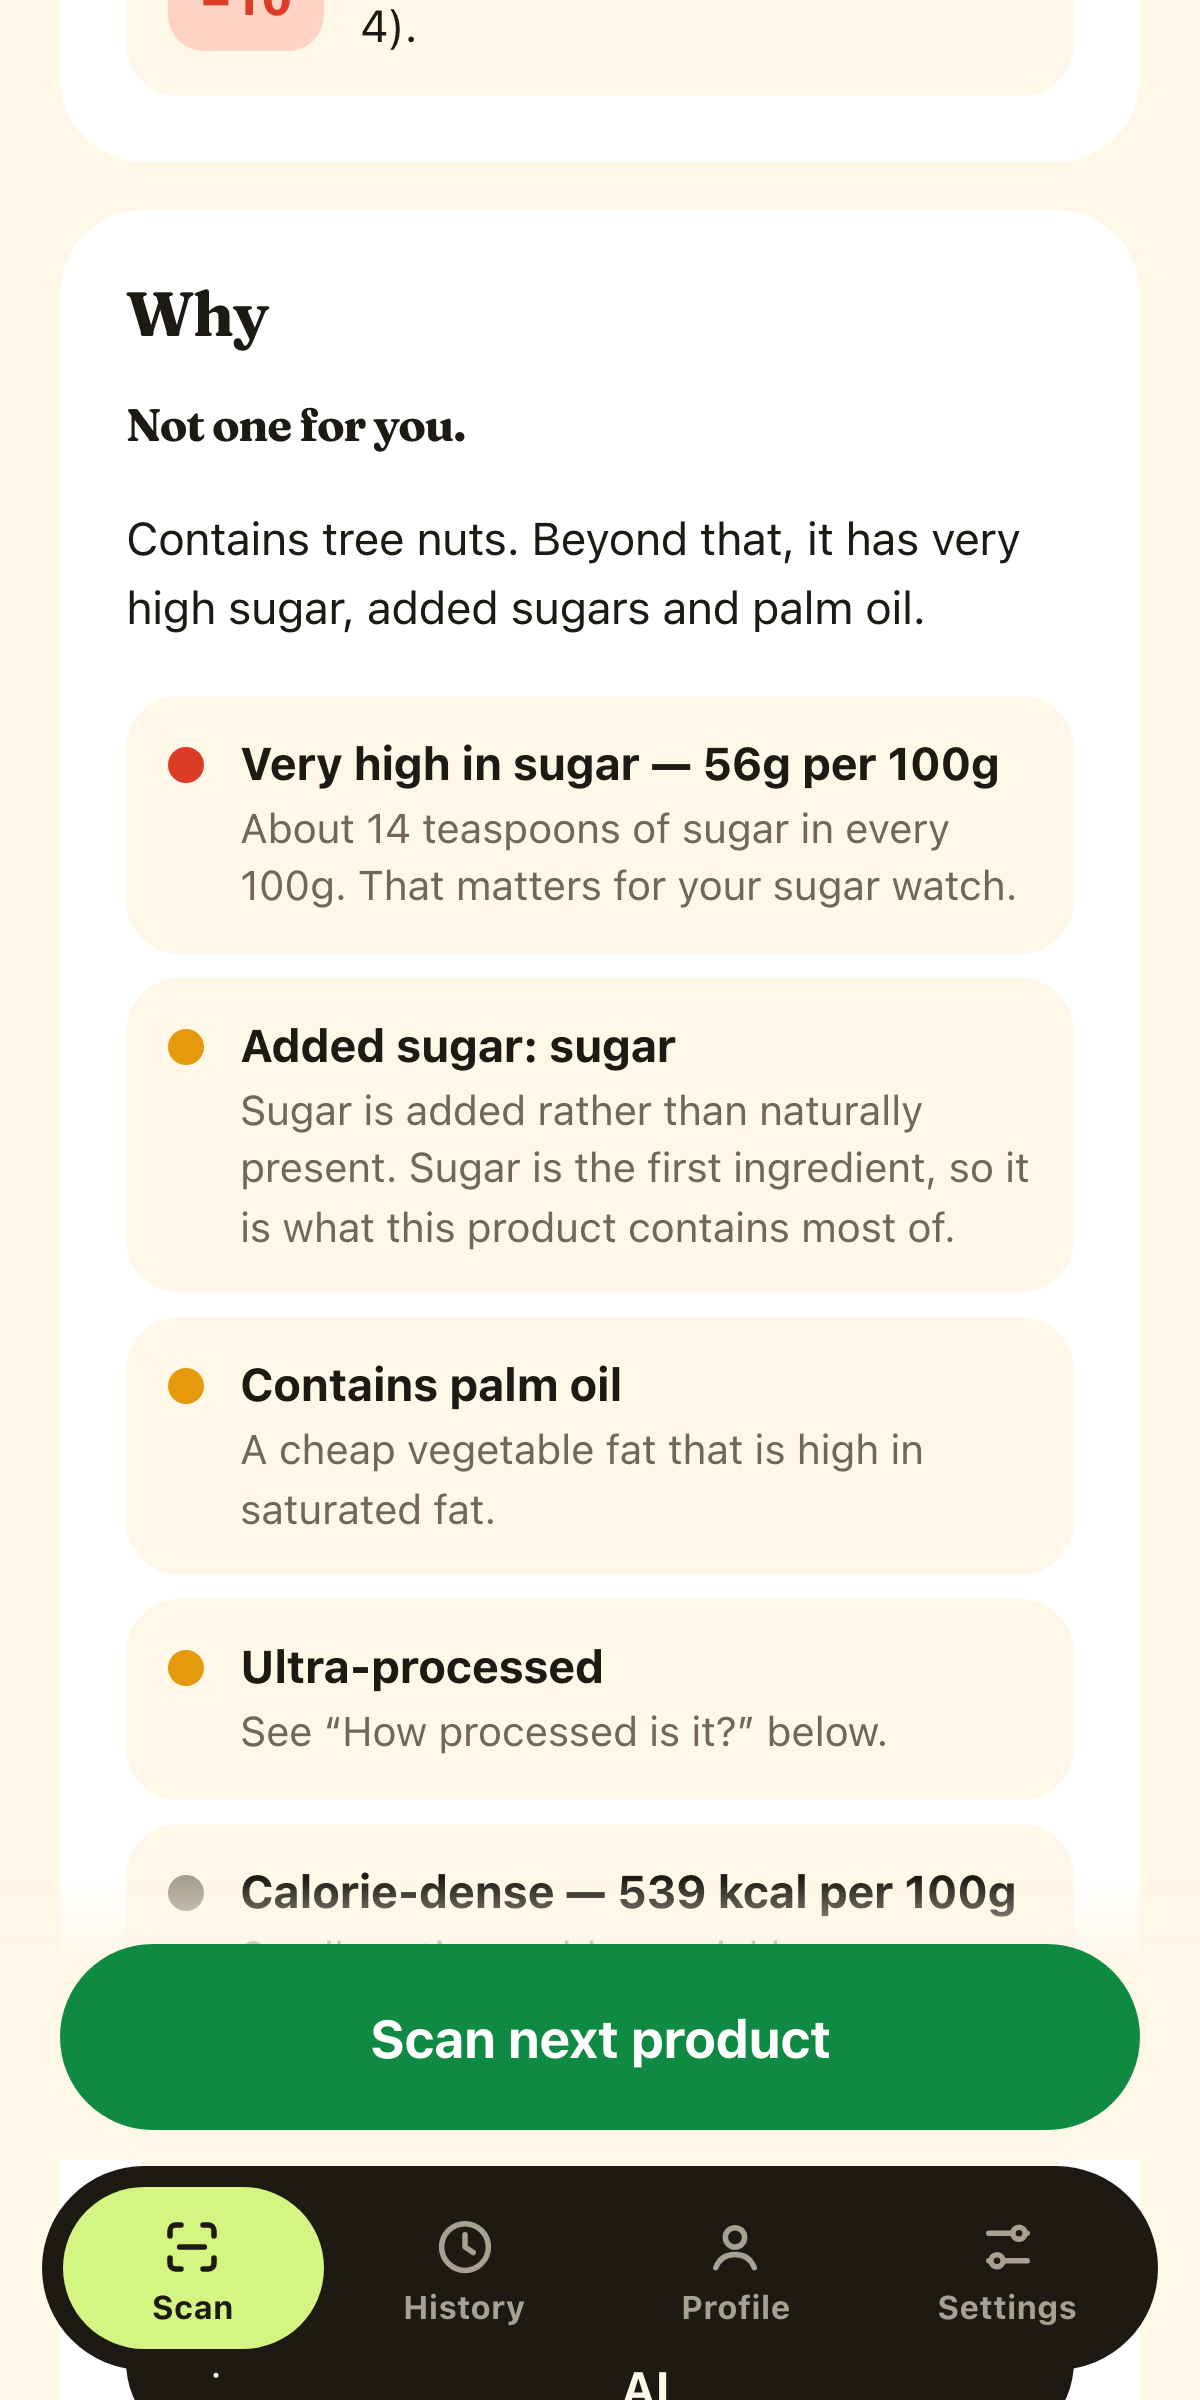 −10
4).
Why
Not one for you.
Contains tree nuts. Beyond that, it has very
high sugar, added sugars and palm oil.
Very high in sugar — 56g per 100g
About 14 teaspoons of sugar in every
100g. That matters for your sugar watch.
Added sugar: sugar
Sugar is added rather than naturally
present. Sugar is the first ingredient, so it
is what this product contains most of.
Contains palm oil
A cheap vegetable fat that is high in
saturated fat.
Ultra-processed
See “How processed is it?” below.
Calorie-dense — 539 kcal per 100g
Scan next product
Scan
History
Profile
Settings
AI